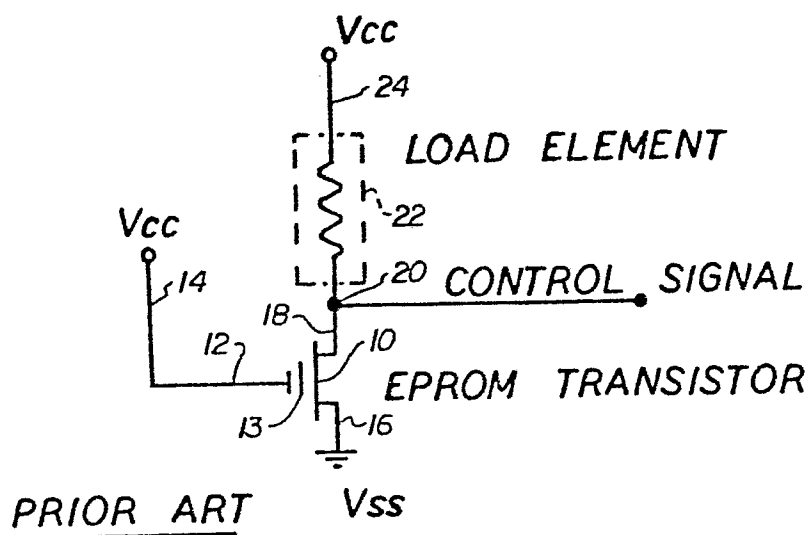 Vcc
24
LOAD ELEMENT
22
Vcc
14
20
CONTROL SIGNAL
18
12
10
EPROM TRANSISTOR
13
16
PRIOR ART
Vss